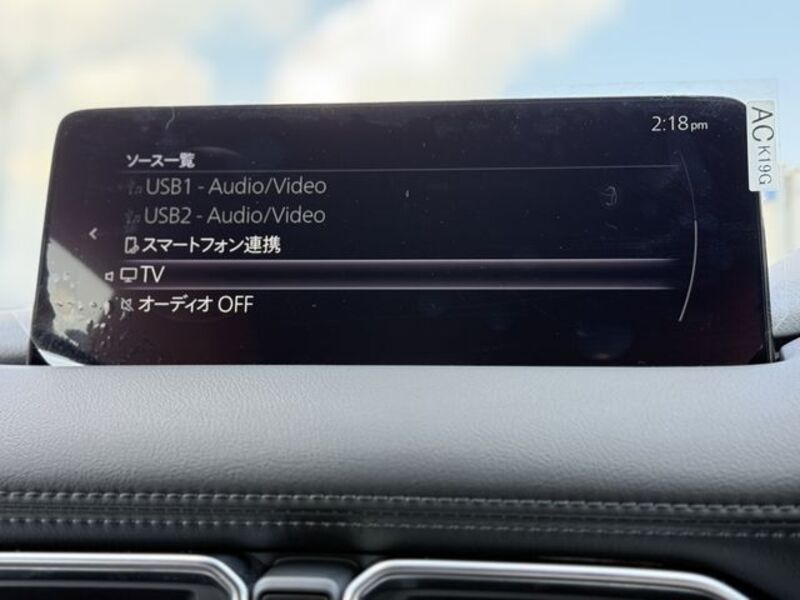 2:18pm
ソース一覧
USB1 - Audio/Video
USB2 - Audio/Video
スマートフォン連携
TV
オーディオ OFF
AC K19G